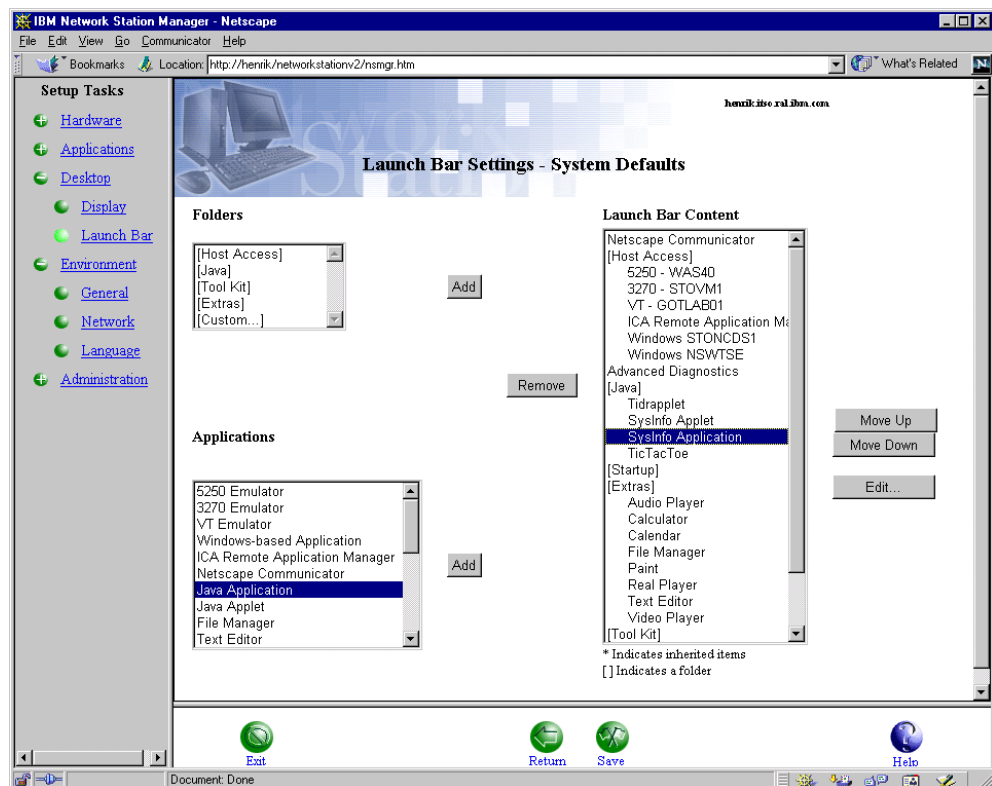 IBM Network Station Manager - Netscape
File Edit View Go Communicator Help
Bookmarks Location: http://henrik/networkstationv2/nsmgr.htm What's Related
Setup Tasks
Hardware
Applications
Desktop
Display
Launch Bar
Environment
General
Network
Language
Administration
henrik.itso.ral.ibm.com
Launch Bar Settings - System Defaults
Folders
[Host Access]
[Java]
[Tool Kit]
[Extras]
[Custom...]
Add
Remove
Applications
5250 Emulator
3270 Emulator
VT Emulator
Windows-based Application
ICA Remote Application Manager
Netscape Communicator
Java Application
Java Applet
File Manager
Text Editor
Add
Launch Bar Content
Netscape Communicator
[Host Access]
5250 - WAS40
3270 - STOVM1
VT - GOTLAB01
ICA Remote Application Ma
Windows STONCDS1
Windows NSWTSE
Advanced Diagnostics
[Java]
Tidrapplet
SysInfo Applet
SysInfo Application
TicTacToe
[Startup]
[Extras]
Audio Player
Calculator
Calendar
File Manager
Paint
Real Player
Text Editor
Video Player
[Tool Kit]
* Indicates inherited items
[ ] Indicates a folder
Move Up
Move Down
Edit...
Exit
Return
Save
Help
Document: Done